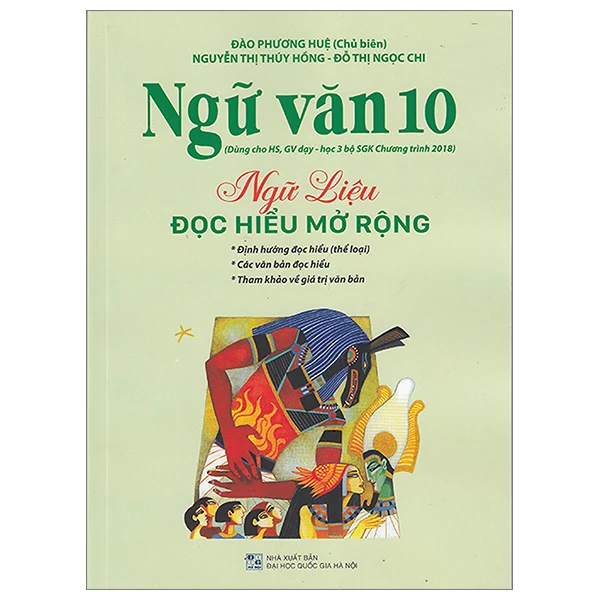 ĐÀO PHƯƠNG HUỆ (Chủ biên)
NGUYỄN THỊ THÚY HỒNG - ĐỖ THỊ NGỌC CHI
Ngữ văn 10
(Dùng cho HS, GV dạy - học 3 bộ SGK Chương trình 2018)
Ngữ Liệu
ĐỌC HIỂU MỞ RỘNG
* Định hướng đọc hiểu (thể loại)
* Các văn bản đọc hiểu
* Tham khảo về giá trị văn bản
NHÀ XUẤT BẢN
ĐẠI HỌC QUỐC GIA HÀ NỘI